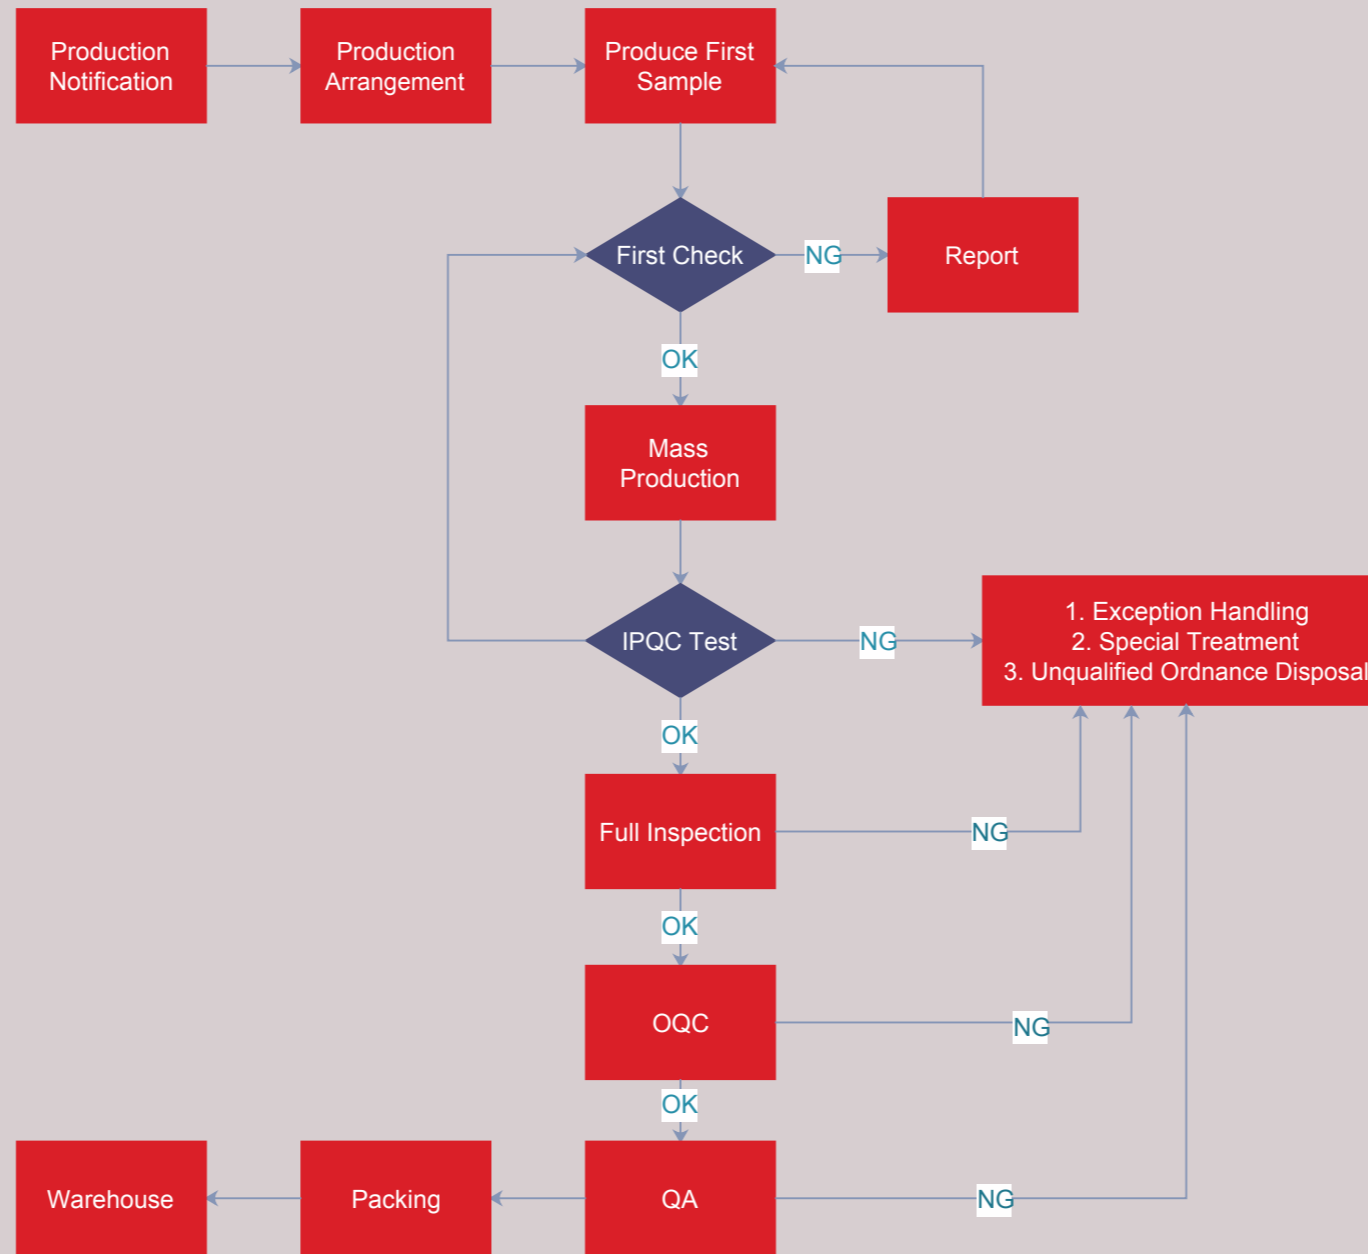 Production
Notification
Production
Arrangement
Produce First
Sample
First Check
NG
Report
OK
Mass
Production
IPQC Test
NG
1. Exception Handling
2. Special Treatment
3. Unqualified Ordnance Disposal
OK
Full Inspection
NG
OK
OQC
NG
OK
Warehouse
Packing
QA
NG